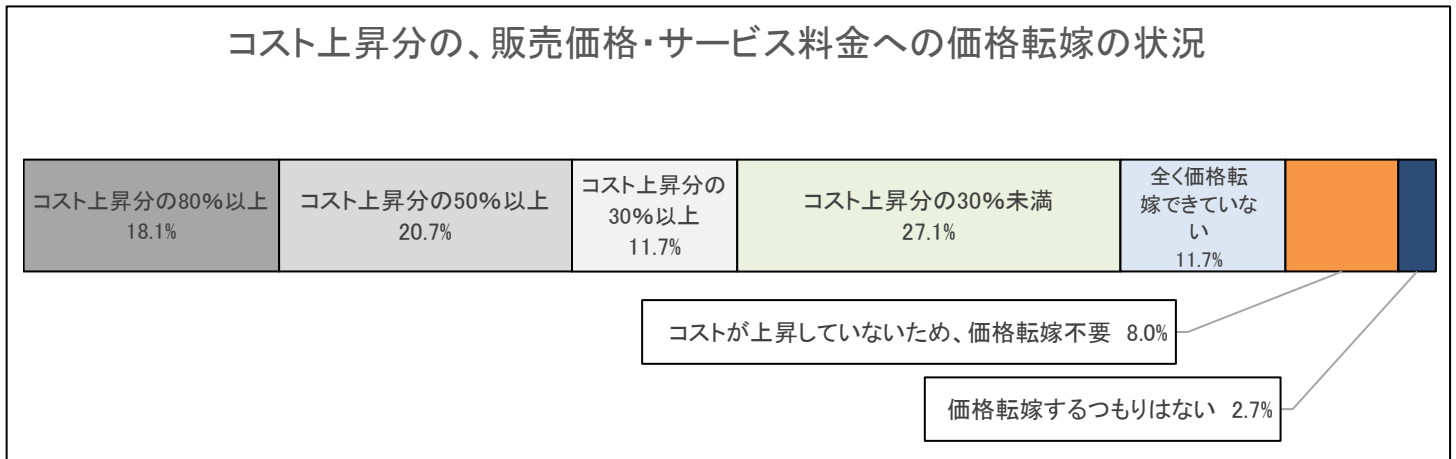 コスト上昇分の、販売価格・サービス料金への価格転嫁の状況
コスト上昇分の80%以上
18.1%
コスト上昇分の50%以上
20.7%
コスト上昇分の
30%以上
11.7%
コスト上昇分の30%未満
27.1%
全く価格転
嫁できていな
い
11.7%
コストが上昇していないため、価格転嫁不要 8.0%
価格転嫁するつもりはない 2.7%